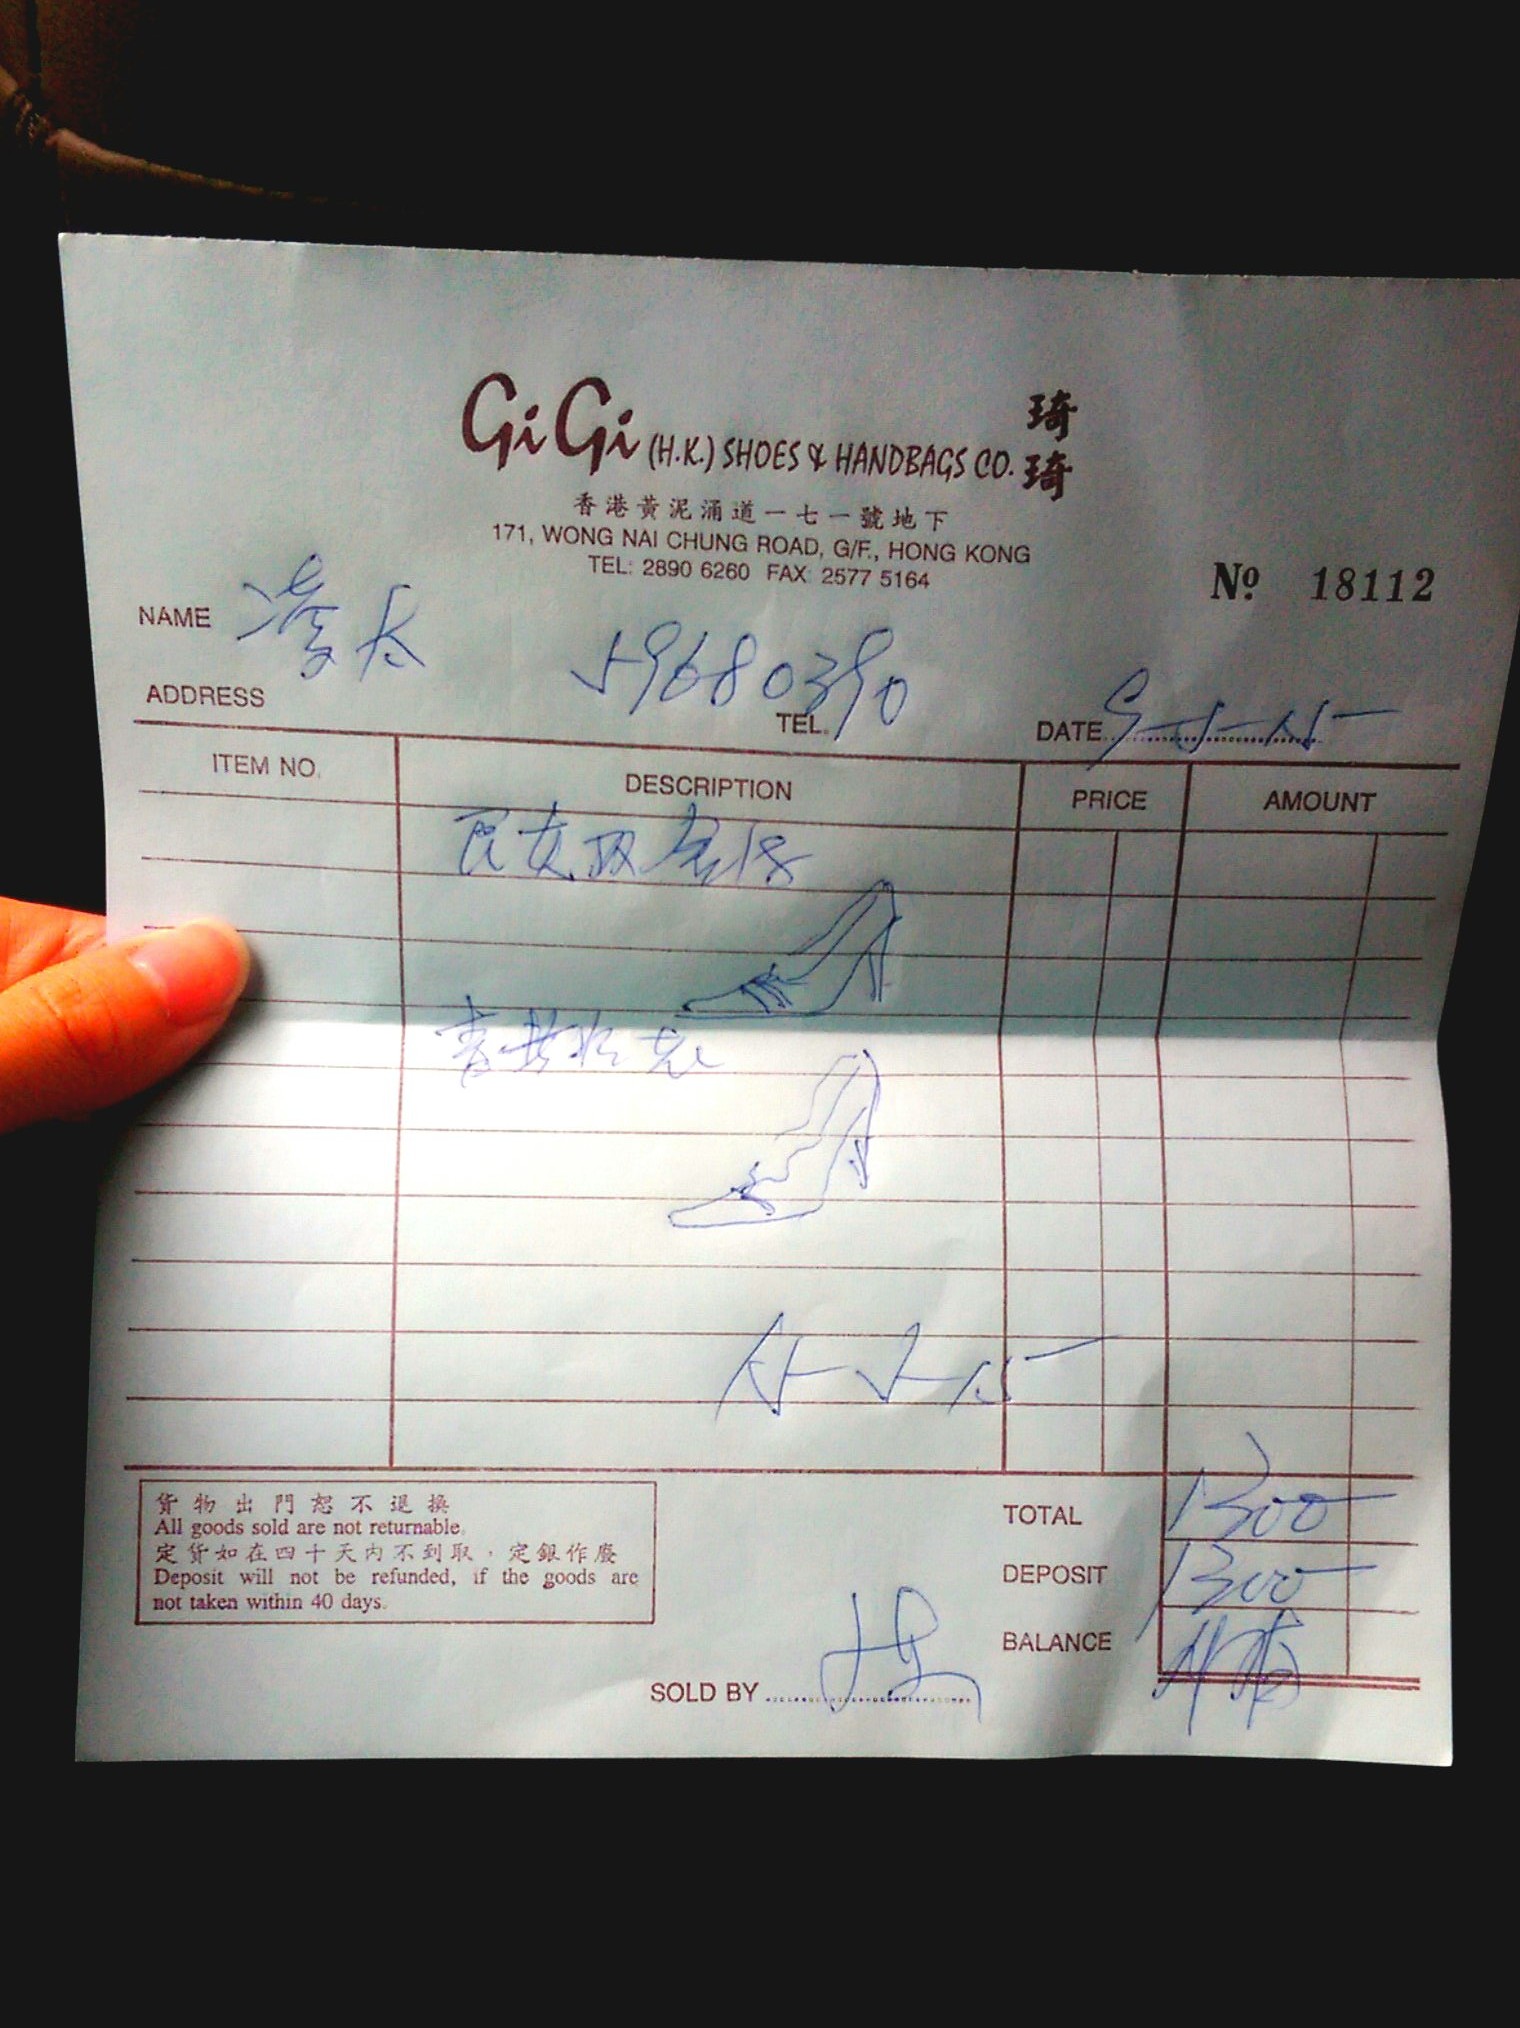 GiGi (H.K.) SHOES & HANDBAGS CO. 琦琦
香港黃泥涌道一七一號地下
171, WONG NAI CHUNG ROAD, G/F., HONG KONG
TEL: 2890 6260 FAX: 2577 5164
Nº 18112
NAME
ADDRESS
TEL. 59680390
DATE
ITEM NO. DESCRIPTION PRICE AMOUNT
貨物出門恕不退換
All goods sold are not returnable.
定貨如在四十天內不到取，定銀作廢
Deposit will not be refunded, if the goods are
not taken within 40 days.
TOTAL 1300
DEPOSIT 1300
BALANCE
SOLD BY